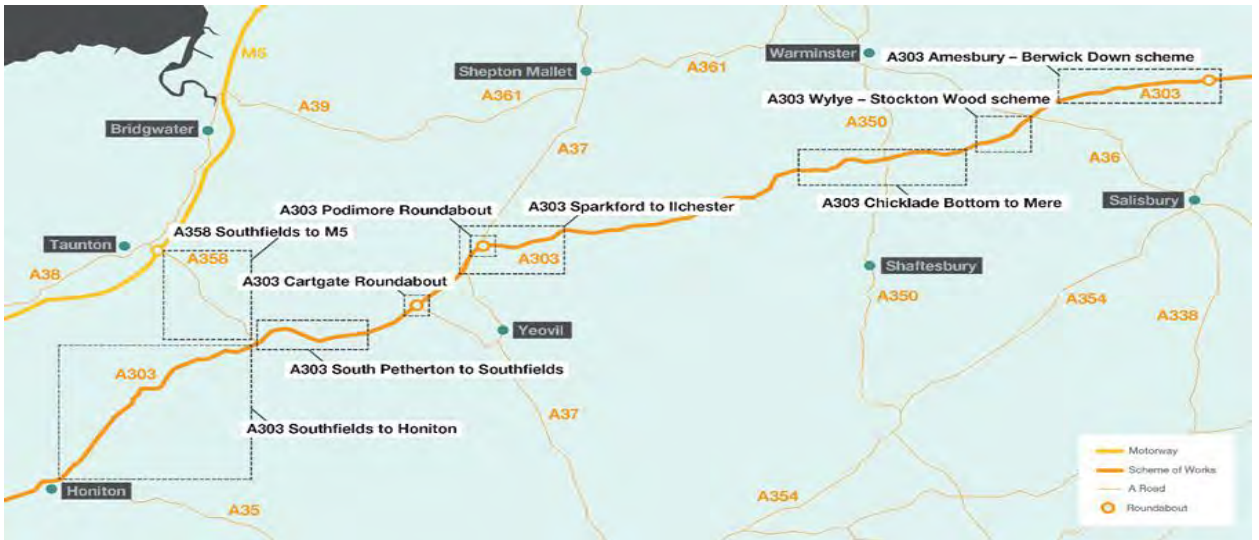 M5
Warminster
A303 Amesbury – Berwick Down scheme
Shepton Mallet
A361
A303
A361
A303 Wylye – Stockton Wood scheme
A39
A350
Bridgwater
A37
A36
A303 Chicklade Bottom to Mere
Salisbury
A303 Podimore Roundabout
A303 Sparkford to Ilchester
A358 Southfields to M5
Taunton
A358
A303
A38
A303 Cartgate Roundabout
Shaftesbury
A350
A354
A338
Yeovil
A303 South Petherton to Southfields
A303
A37
A303 Southfields to Honiton
Honiton
A35
A354
Motorway
Scheme of Works
A Road
Roundabout